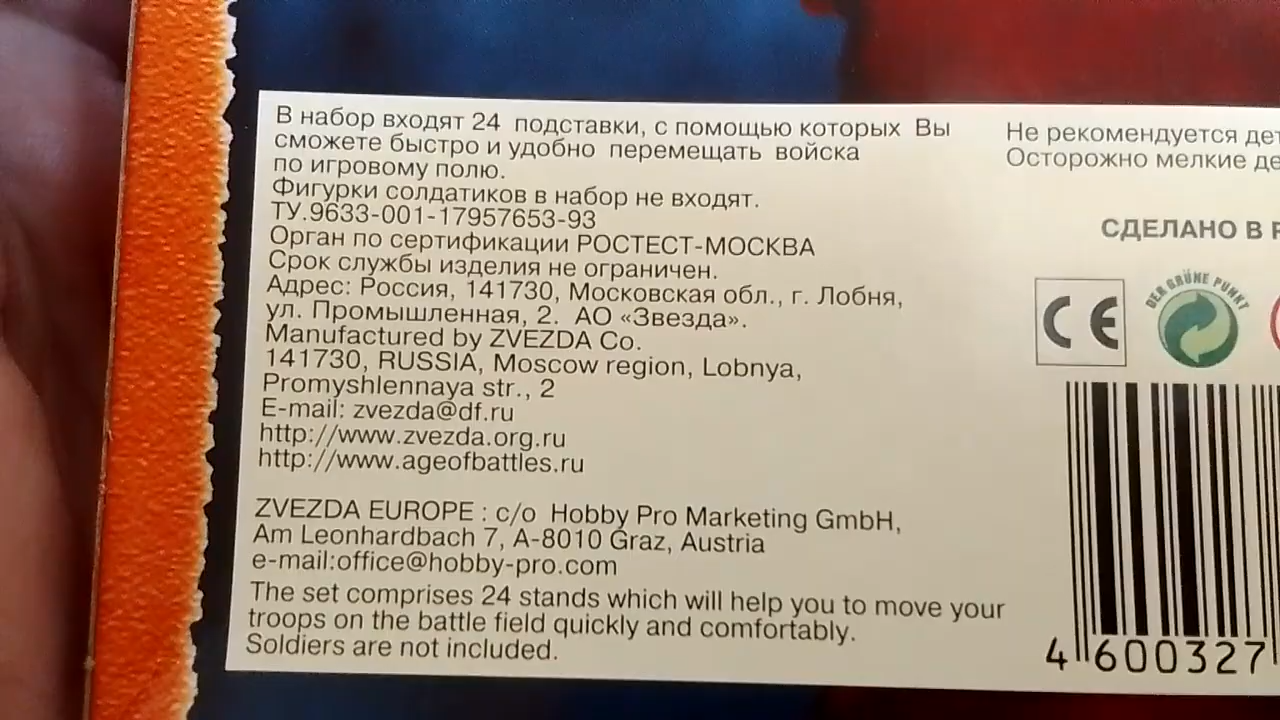 В набор входят 24 подставки, с помощью которых Вы
сможете быстро и удобно перемещать войска
по игровому полю.
Фигурки солдатиков в набор не входят.
ТУ.9633-001-17957653-93
Орган по сертификации РОСТЕСТ-МОСКВА
Срок службы изделия не ограничен.
Адрес: Россия, 141730, Московская обл., г. Лобня,
ул. Промышленная, 2. АО «Звезда».
Manufactured by ZVEZDA Co.
141730, RUSSIA, Moscow region, Lobnya,
Promyshlennaya str., 2
E-mail: zvezda@df.ru
http://www.zvezda.org.ru
http://www.ageofbattles.ru
ZVEZDA EUROPE : c/o Hobby Pro Marketing GmbH,
Am Leonhardbach 7, A-8010 Graz, Austria
e-mail:office@hobby-pro.com
The set comprises 24 stands which will help you to move your
troops on the battle field quickly and comfortably.
Soldiers are not included.
Не рекомендуется
Осторожно мелкие
СДЕЛАНО В
CE
DER GRÜNE PUNKT
4 600327